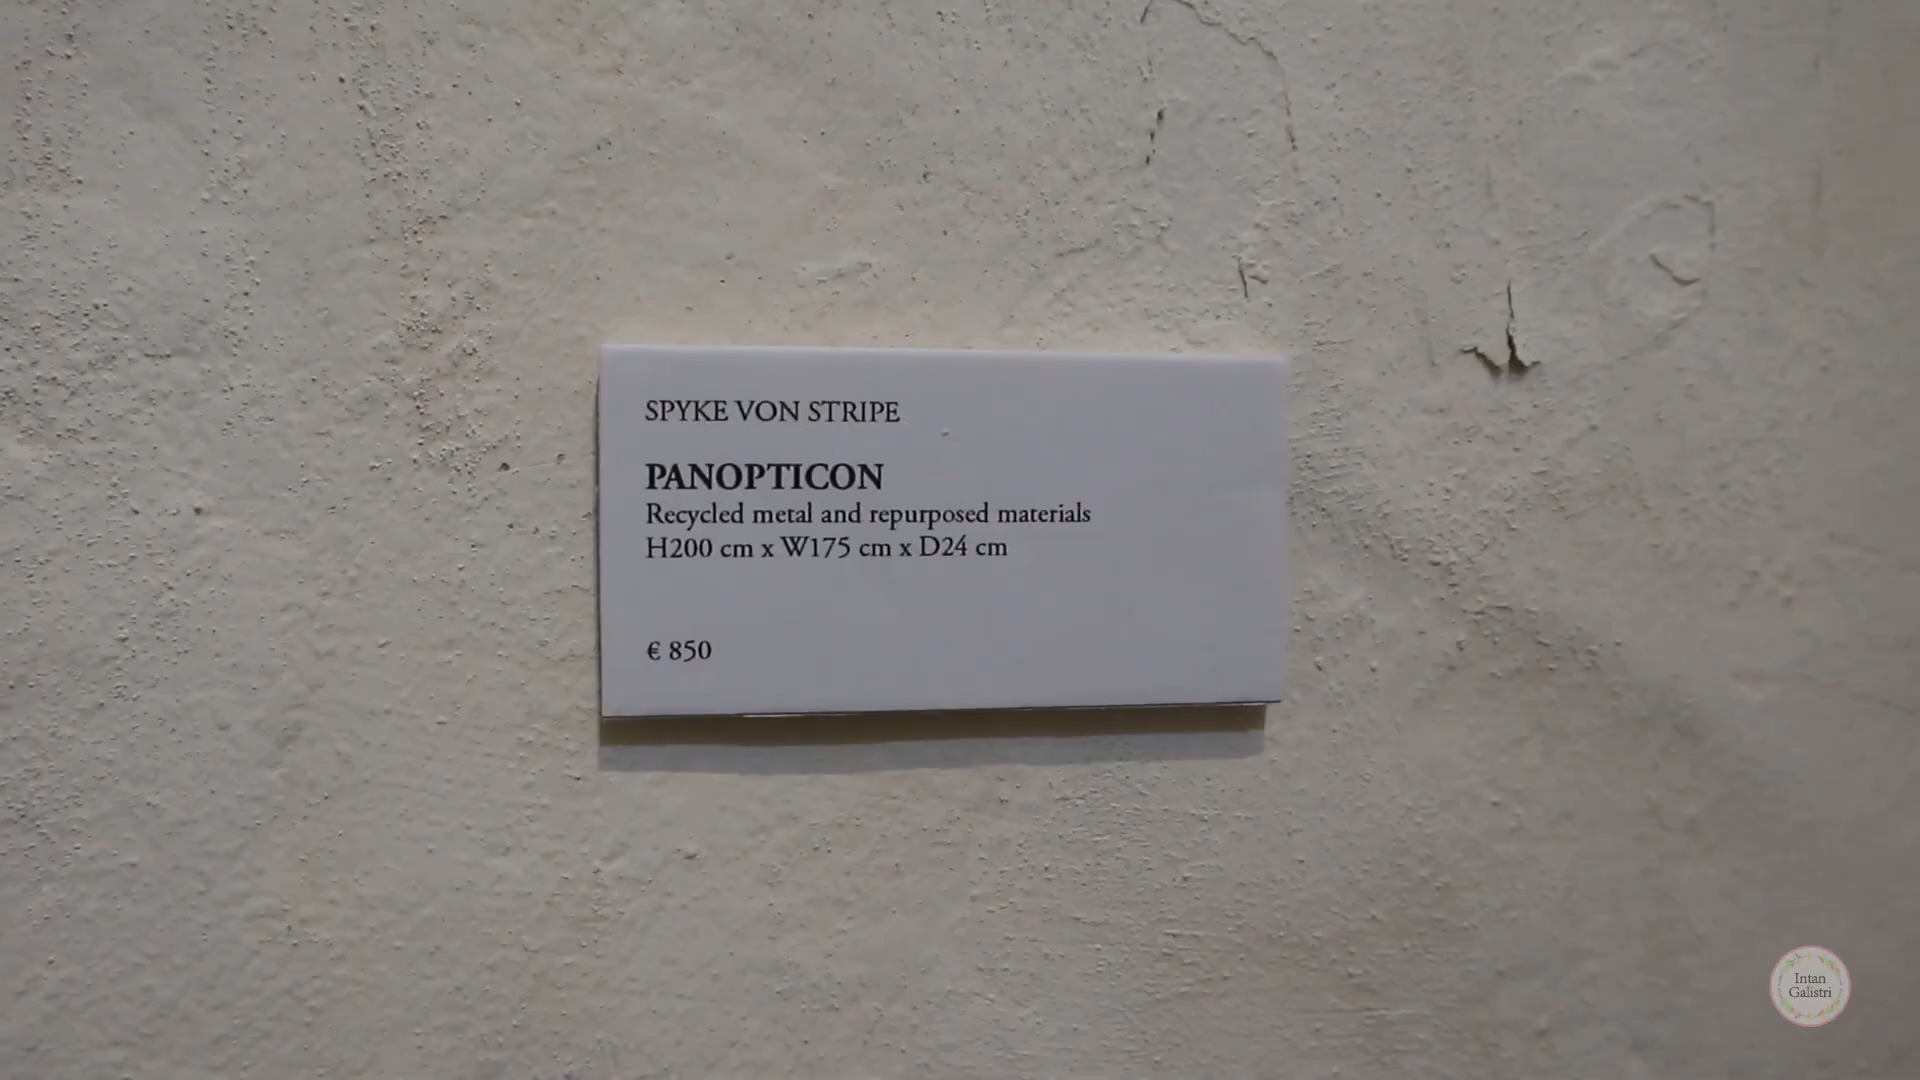 SPYKE VON STRIPE
PANOPTICON
Recycled metal and repurposed materials
H200 cm x W175 cm x D24 cm
€ 850
Intan
Galistri